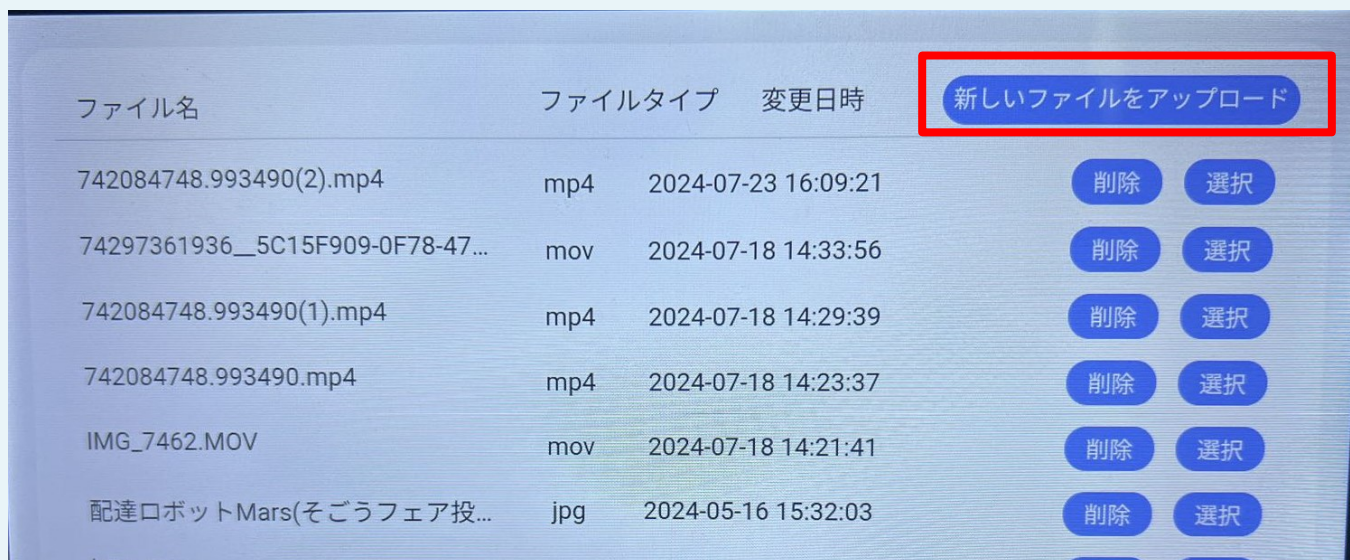 ファイル名 ファイルタイプ 変更日時 新しいファイルをアップロード
742084748.993490(2).mp4 mp4 2024-07-23 16:09:21 削除 選択
74297361936__5C15F909-0F78-47... mov 2024-07-18 14:33:56 削除 選択
742084748.993490(1).mp4 mp4 2024-07-18 14:29:39 削除 選択
742084748.993490.mp4 mp4 2024-07-18 14:23:37 削除 選択
IMG_7462.MOV mov 2024-07-18 14:21:41 削除 選択
配達ロボットMars(そごうフェア投... jpg 2024-05-16 15:32:03 削除 選択